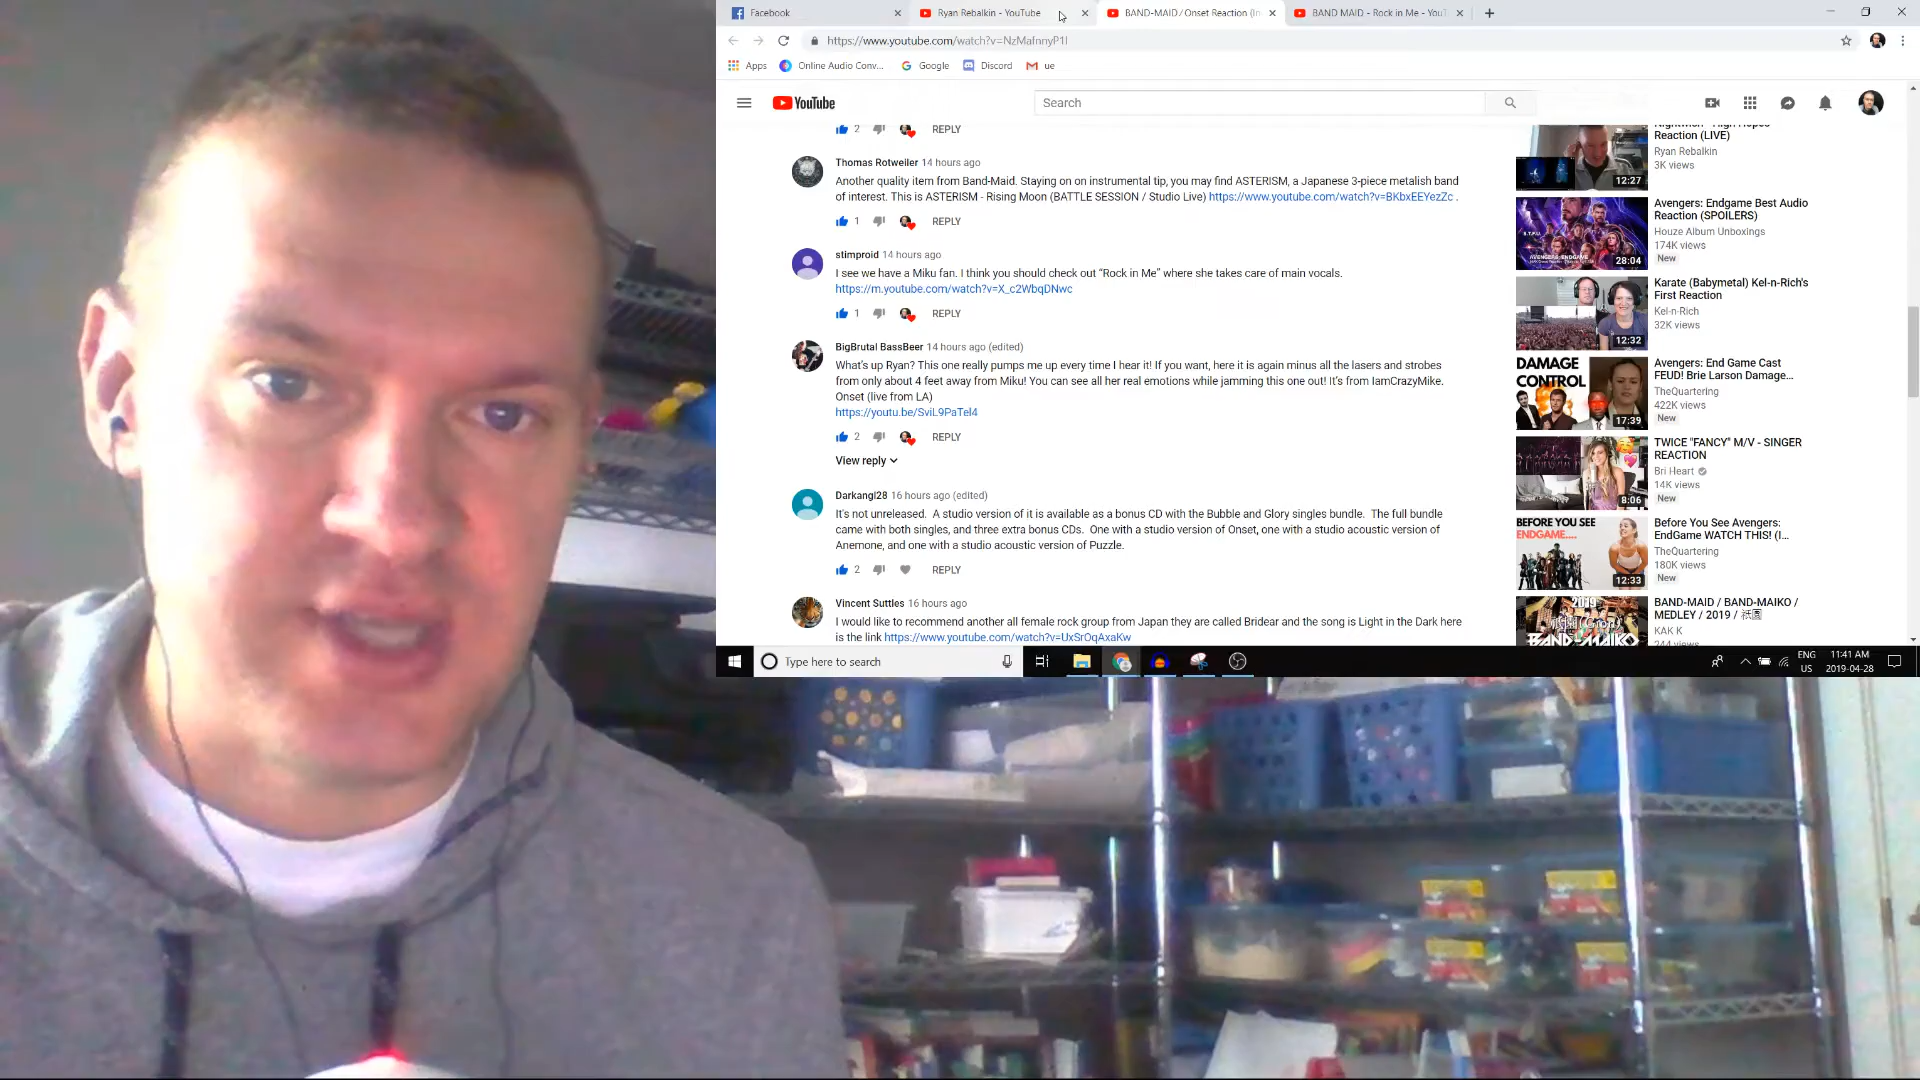 Facebook
Ryan Rebalkin - YouTube
BAND-MAID / Onset Reaction (In
BAND MAID - Rock in Me - YouT
https://www.youtube.com/watch?v=NzMafnnyP1I
Apps
Online Audio Conv...
Google
Discord
ue
YouTube
Search
2
REPLY
Thomas Rotweiler 14 hours ago
Another quality item from Band-Maid. Staying on on instrumental tip, you may find ASTERISM, a Japanese 3-piece metalish band
of interest. This is ASTERISM - Rising Moon (BATTLE SESSION / Studio Live) https://www.youtube.com/watch?v=BKbxEEYezZc .
1
REPLY
stimproid 14 hours ago
I see we have a Miku fan. I think you should check out “Rock in Me” where she takes care of main vocals.
https://m.youtube.com/watch?v=X_c2WbqDNwc
1
REPLY
BigBrutal BassBeer 14 hours ago (edited)
What's up Ryan? This one really pumps me up every time I hear it! If you want, here it is again minus all the lasers and strobes
from only about 4 feet away from Miku! You can see all her real emotions while jamming this one out! It's from IamCrazyMike.
Onset (live from LA)
https://youtu.be/SviL9PaTel4
2
REPLY
View reply
Darkangl28 16 hours ago (edited)
It's not unreleased. A studio version of it is available as a bonus CD with the Bubble and Glory singles bundle. The full bundle
came with both singles, and three extra bonus CDs. One with a studio version of Onset, one with a studio acoustic version of
Anemone, and one with a studio acoustic version of Puzzle.
2
REPLY
Vincent Suttles 16 hours ago
I would like to recommend another all female rock group from Japan they are called Bridear and the song is Light in the Dark here
is the link https://www.youtube.com/watch?v=UxSrOqAxaKw
Nightwish - High Hopes
Reaction (LIVE)
Ryan Rebalkin
3K views
12:27
Avengers: Endgame Best Audio
Reaction (SPOILERS)
Houze Album Unboxings
174K views
New
28:04
Karate (Babymetal) Kel-n-Rich's
First Reaction
Kel-n-Rich
32K views
12:32
DAMAGE
CONTROL
Avengers: End Game Cast
FEUD! Brie Larson Damage...
TheQuartering
422K views
New
17:39
TWICE "FANCY" M/V - SINGER
REACTION
Bri Heart
14K views
New
8:06
BEFORE YOU SEE
ENDGAME....
Before You See Avengers:
EndGame WATCH THIS! (I...
TheQuartering
180K views
New
12:33
2019
BAND-MAIKO
BAND-MAID / BAND-MAIKO /
MEDLEY / 2019 / 祇園
KAK K
244 views
Type here to search
ENG
US
11:41 AM
2019-04-28